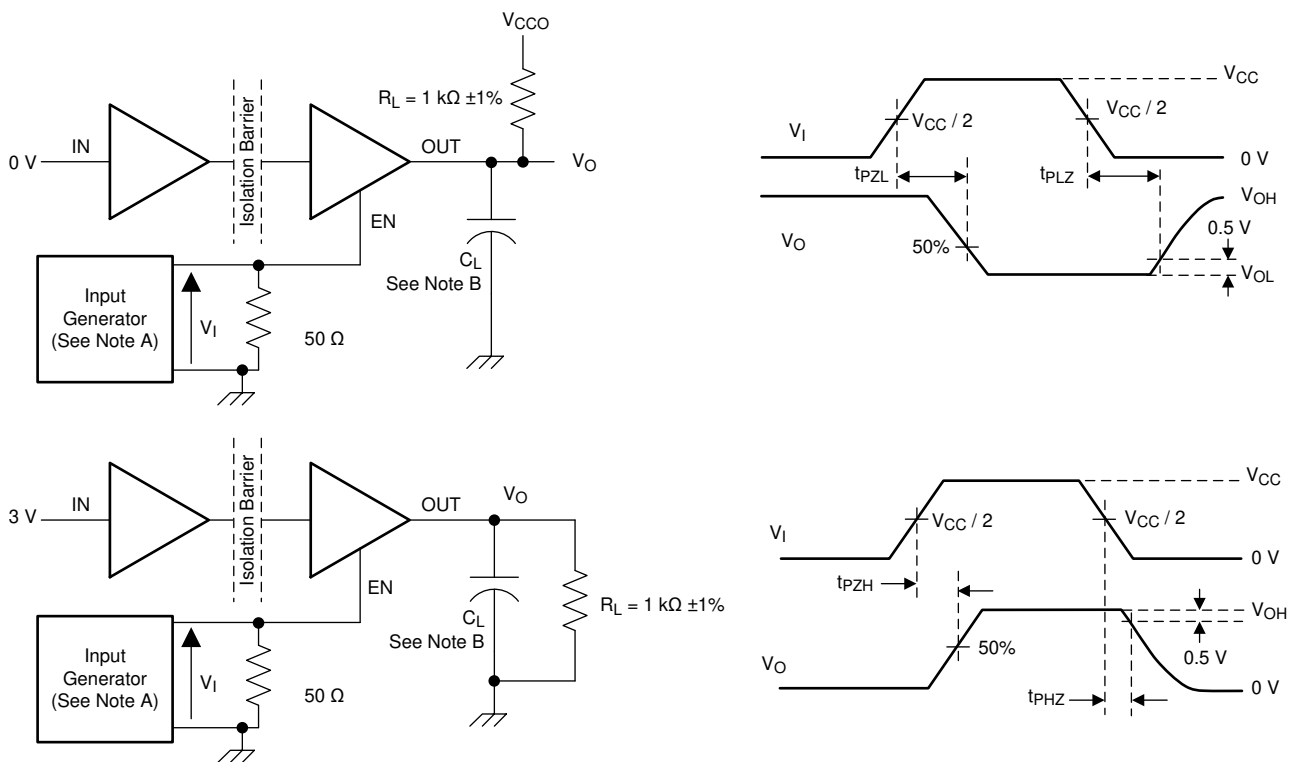 VCCO
RL = 1 kΩ ±1%
0 V
IN
Isolation Barrier
OUT
VO
EN
CL
See Note B
Input
Generator
(See Note A)
VI
50 Ω
VCC
VI
VCC / 2
VCC / 2
0 V
tPZL
tPLZ
VOH
0.5 V
VO
50%
VOL
3 V
IN
Isolation Barrier
OUT
VO
EN
CL
See Note B
RL = 1 kΩ ±1%
Input
Generator
(See Note A)
VI
50 Ω
VCC
VI
VCC / 2
VCC / 2
0 V
tPZH
VOH
50%
0.5 V
VO
tPHZ
0 V